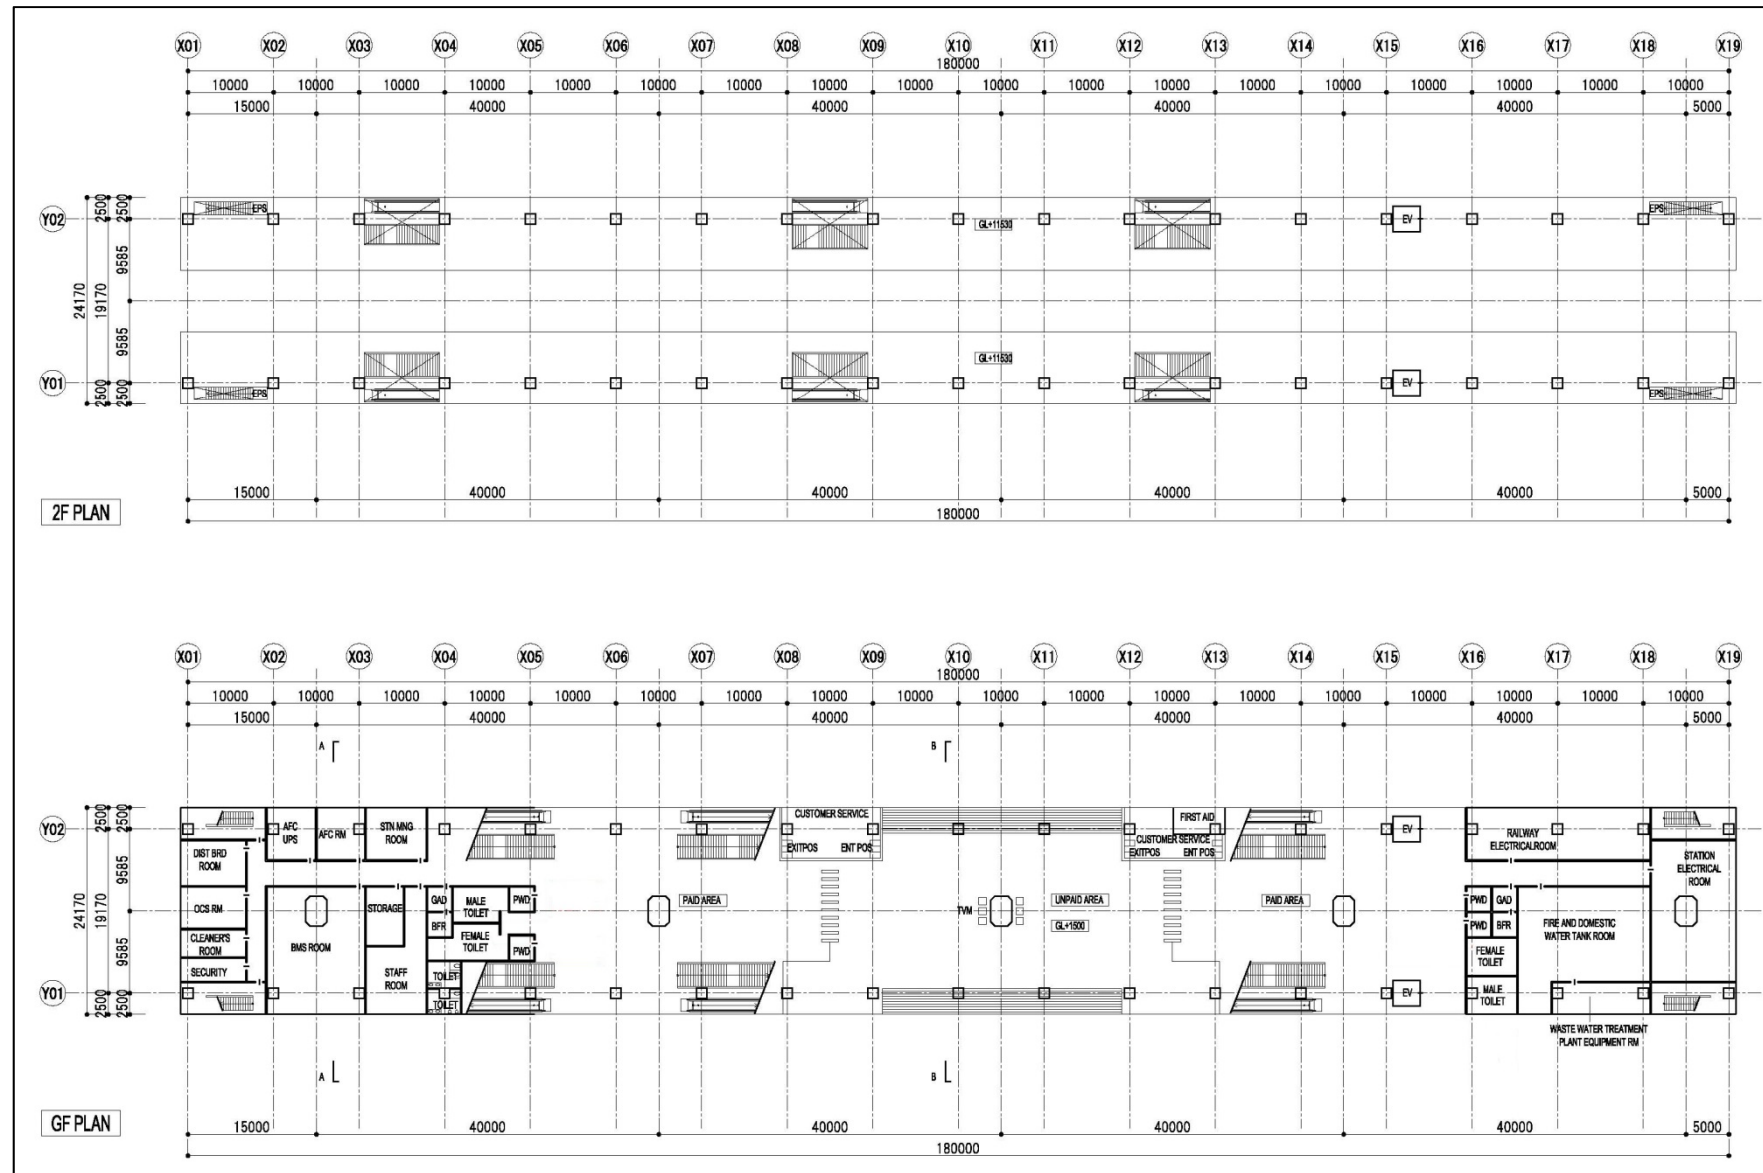 X01 X02 X03 X04 X05 X06 X07 X08 X09 X10 X11 X12 X13 X14 X15 X16 X17 X18 X19
180000
10000 10000 10000 10000 10000 10000 10000 10000 10000 10000 10000 10000 10000 10000 10000 10000 10000 10000
15000 40000 40000 40000 40000 5000
Y02
2500 2500
EPS
GL+11530
EV
EPS
9585
24170
19170
9585
GL+11530
Y01
EPS
EV
EPS
2500 2500
15000 40000 40000 40000 40000 5000
2F PLAN
180000
X01 X02 X03 X04 X05 X06 X07 X08 X09 X10 X11 X12 X13 X14 X15 X16 X17 X18 X19
180000
10000 10000 10000 10000 10000 10000 10000 10000 10000 10000 10000 10000 10000 10000 10000 10000 10000 10000
15000 40000 40000 40000 40000 5000
A B
2500 2500
Y02
AFC
UPS
AFC RM
STN MNG
ROOM
CUSTOMER SERVICE
EXITPOS ENT POS
FIRST AID
CUSTOMER SERVICE
EXITPOS ENT POS
EV
RAILWAY
ELECTRICALROOM
DIST BRD
ROOM
STATION
ELECTRICAL
ROOM
9585
24170
19170
OCS RM
STORAGE
GAD
MALE
TOILET
PWD
PAID AREA
TVM
UNPAID AREA
GL+1500
PAID AREA
PWD GAD
BFR
FEMALE
TOILET
PWD
PWD BFR
FIRE AND DOMESTIC
WATER TANK ROOM
CLEANER'S
ROOM
BMS ROOM
FEMALE
TOILET
SECURITY
STAFF
ROOM
TOILET
TOILET
9585
Y01
EV
MALE
TOILET
2500 2500
WASTE WATER TREATMENT
PLANT EQUIPMENT RM
A B
GF PLAN
15000 40000 40000 40000 40000 5000
180000